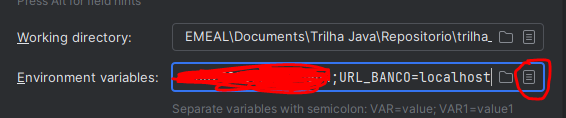 Press Alt for field hints
Working directory: EMEAL\Documents\Trilha Java\Repositorio\trilha_
Environment variables: ;URL_BANCO=localhost
Separate variables with semicolon: VAR=value; VAR1=value1